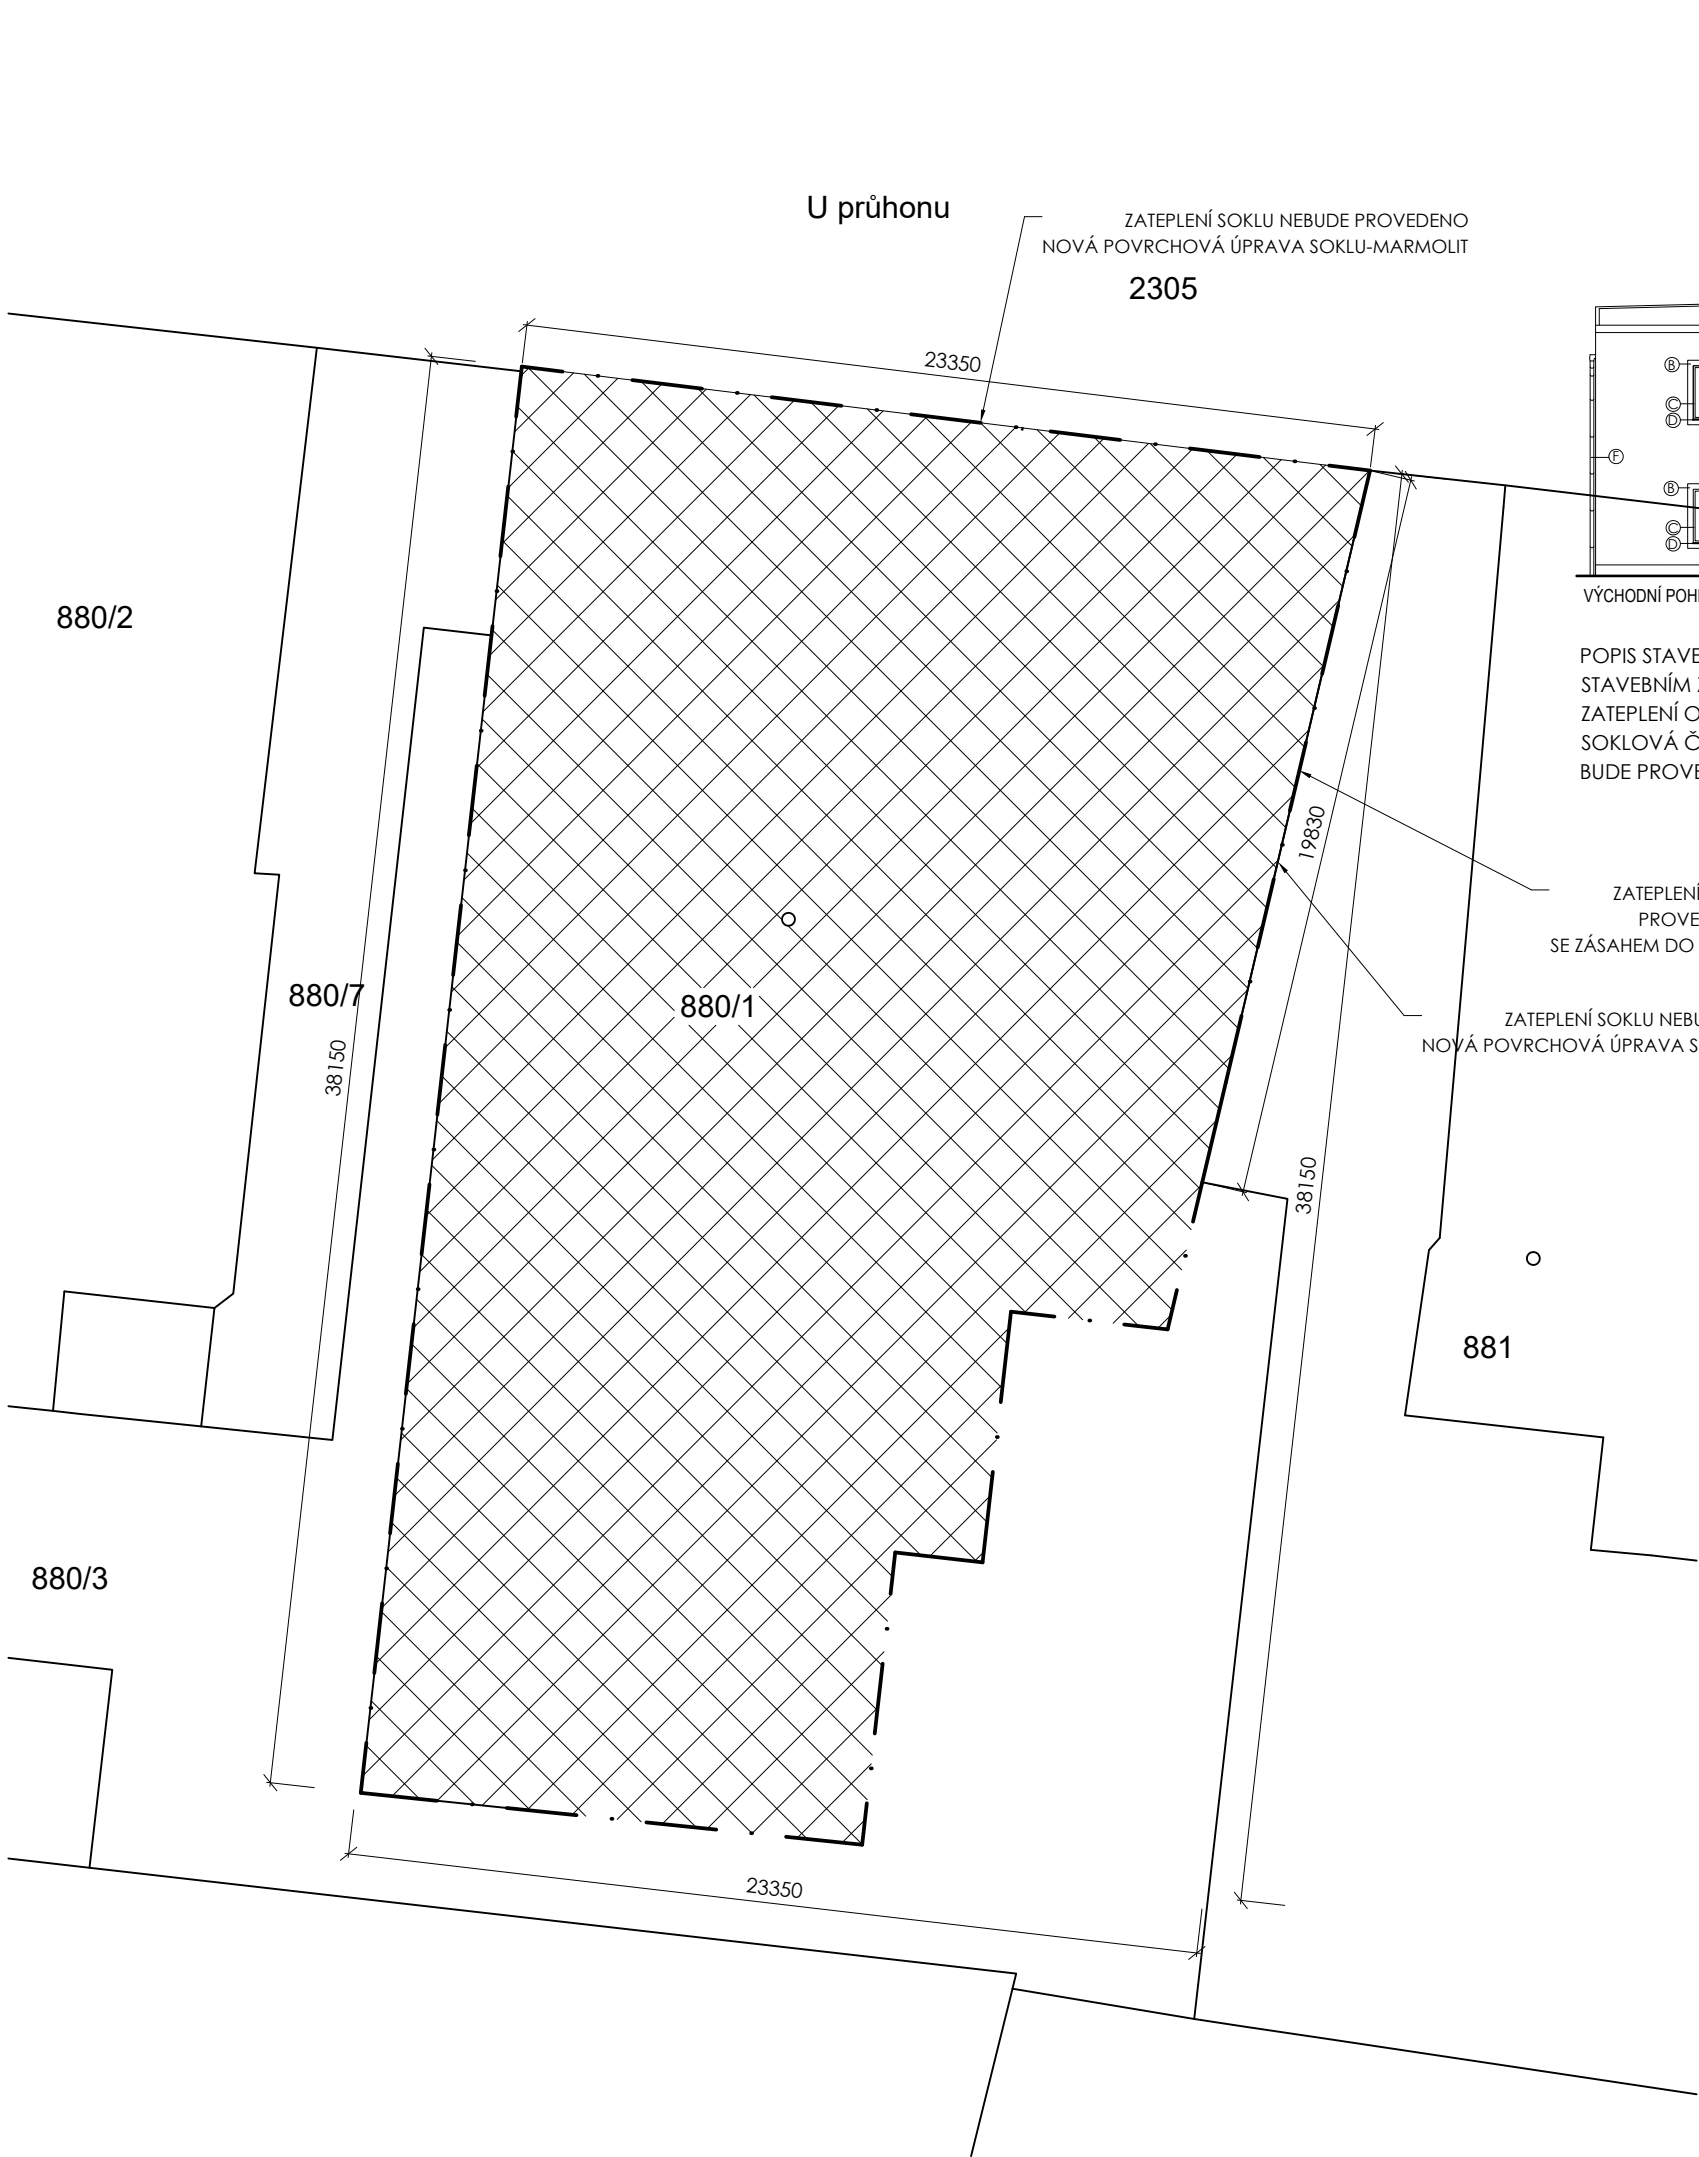 U průhonu
ZATEPLENÍ SOKLU NEBUDE PROVEDENO
NOVÁ POVRCHOVÁ ÚPRAVA SOKLU-MARMOLIT
2305
23350
B
C
D
F
B
C
D
VÝCHODNÍ POH
880/2
POPIS STAVE
STAVEBNÍM
ZATEPLENÍ O
SOKLOVÁ Č
BUDE PROVE
19830
ZATEPLENÍ
PROVE
SE ZÁSAHEM DO
880/7
880/1
ZATEPLENÍ SOKLU NEBU
NOVÁ POVRCHOVÁ ÚPRAVA S
38150
38150
881
880/3
23350